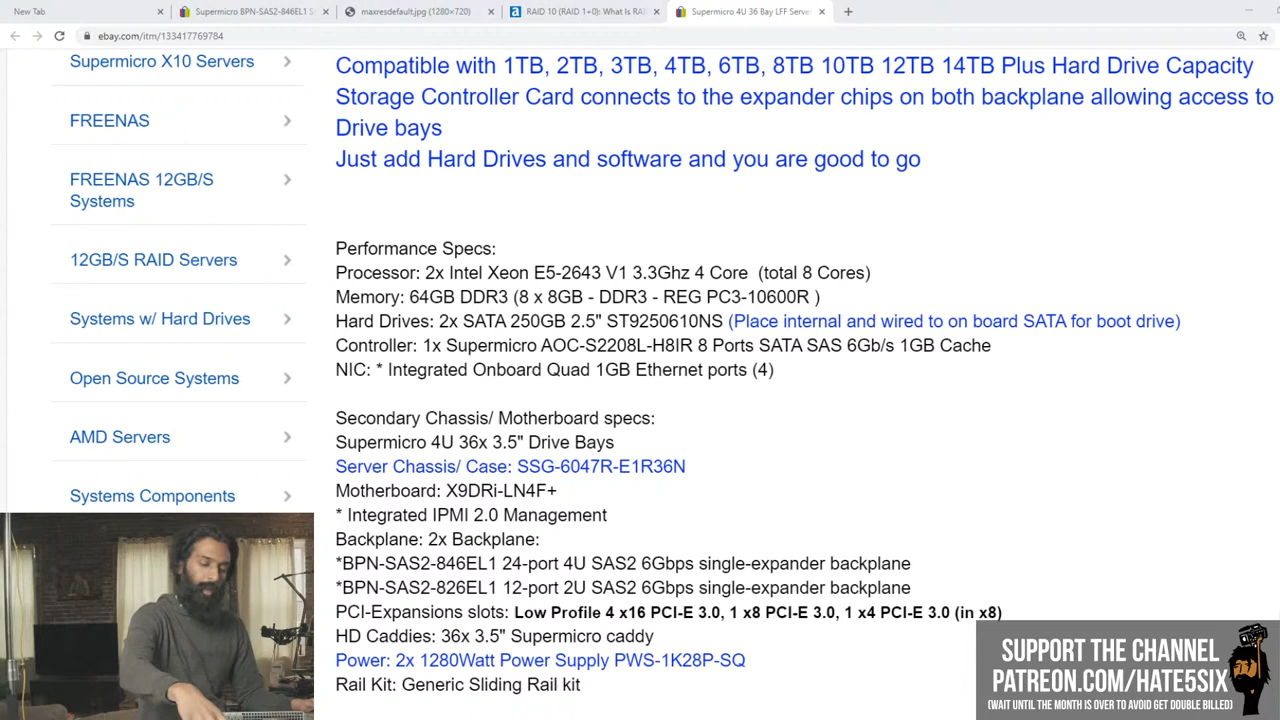 New Tab
Supermicro BPN-SAS2-846EL1 S
maxresdefault.jpg (1280×720)
RAID 10 (RAID 1+0): What Is RAI
Supermicro 4U 36 Bay LFF Server
ebay.com/itm/133417769784
Supermicro X10 Servers
FREENAS
FREENAS 12GB/S
Systems
12GB/S RAID Servers
Systems w/ Hard Drives
Open Source Systems
AMD Servers
Systems Components
Compatible with 1TB, 2TB, 3TB, 4TB, 6TB, 8TB 10TB 12TB 14TB Plus Hard Drive Capacity
Storage Controller Card connects to the expander chips on both backplane allowing access to
Drive bays
Just add Hard Drives and software and you are good to go
Performance Specs:
Processor: 2x Intel Xeon E5-2643 V1 3.3Ghz 4 Core (total 8 Cores)
Memory: 64GB DDR3 (8 x 8GB - DDR3 - REG PC3-10600R )
Hard Drives: 2x SATA 250GB 2.5" ST9250610NS (Place internal and wired to on board SATA for boot drive)
Controller: 1x Supermicro AOC-S2208L-H8IR 8 Ports SATA SAS 6Gb/s 1GB Cache
NIC: * Integrated Onboard Quad 1GB Ethernet ports (4)
Secondary Chassis/ Motherboard specs:
Supermicro 4U 36x 3.5" Drive Bays
Server Chassis/ Case: SSG-6047R-E1R36N
Motherboard: X9DRi-LN4F+
* Integrated IPMI 2.0 Management
Backplane: 2x Backplane:
*BPN-SAS2-846EL1 24-port 4U SAS2 6Gbps single-expander backplane
*BPN-SAS2-826EL1 12-port 2U SAS2 6Gbps single-expander backplane
PCI-Expansions slots: Low Profile 4 x16 PCI-E 3.0, 1 x8 PCI-E 3.0, 1 x4 PCI-E 3.0 (in x8)
HD Caddies: 36x 3.5" Supermicro caddy
Power: 2x 1280Watt Power Supply PWS-1K28P-SQ
Rail Kit: Generic Sliding Rail kit
SUPPORT THE CHANNEL
PATREON.COM/HATE5SIX
(WAIT UNTIL THE MONTH IS OVER TO AVOID GET DOUBLE BILLED)